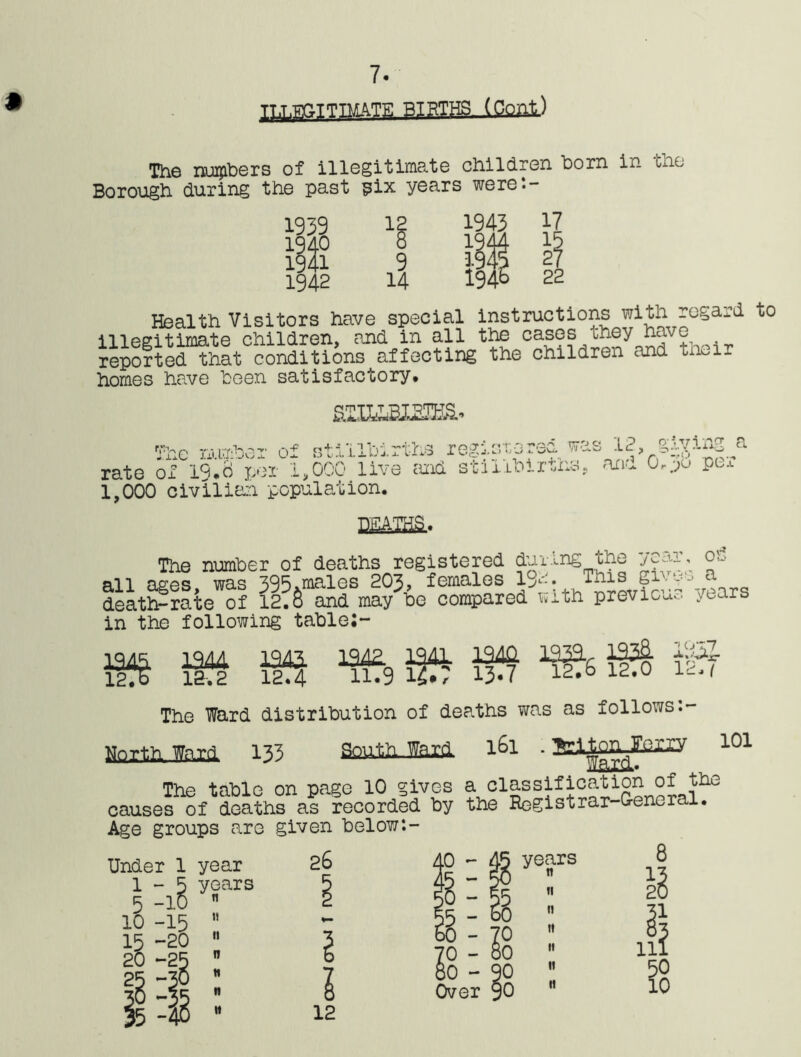 7.
ILLEGITIMATE BIRTHS (Cont)
The numbers of illegitimate children born in the
Borough during the past six years were:-
1939 12 1943 17
1940 8 1944 15
1941 9 1945 27
1942 14 1946 22
Health Visitors have special instructions with regard to
illegitimate children, and in all the cases they have
reported that conditions affecting the children and their
homes have been satisfactory.
STILLBIRTHS.
The number of stillbirths registered was 12, giving a
rate of 19.8 per 1,000 live and stillbirths, and 0.38 per
1,000 civilian population.
DEATHS.
The number of deaths registered during the year, of
all ages, was 395, males 203, females 192. This gives a
death-rate of 12.8 and may be compared with previous years
in the following table:-
1945 1944 1943 1942 1941 1940 1939 1938 1937
12.6 12.2 12.4 11.9 13.7 12.6 12.0 12.7
The Ward distribution of deaths was as follows:-
North Ward 133 South Ward 161 . Briton Ferry 101
Ward.
The table on page 10 gives a classification of the
causes of deaths as recorded by the Registrar-General.
Age groups are given below:-
Under 1 year 26 40 - 45 years 8
1 - 5 years 5 45 - 50 " 13
5 -10 " 2 50 - 55 " 20
10 -15 " - 55 - 60 " 31
15 -20 " 3 60 - 70 " 83
20 -25 " 6 70 - 80 " 111
25 -30 " 7 80 - 90 " 50
30 -35 " 8 Over 90 " 10
35 -40 " 12